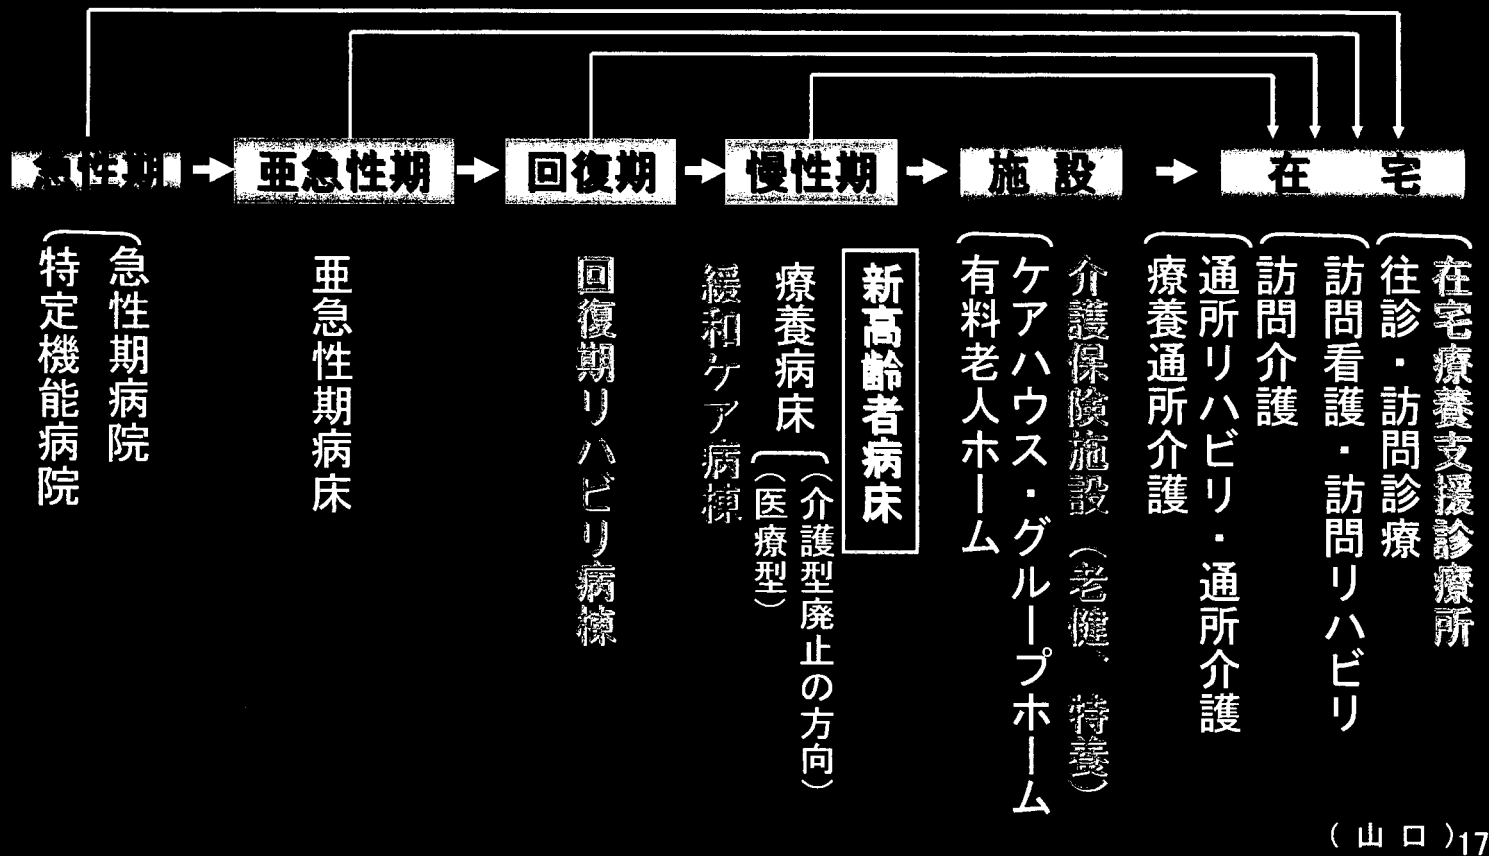 急性期
亜急性期
回復期
慢性期
施設
在宅
急性期病院
特定機能病院
亜急性期病床
回復期リハビリ病棟
新高齢者病床
療養病床
(介護型廃止の方向)
(医療型)
緩和ケア病棟
介護保険施設(老健、特養)
ケアハウス・グループホーム
有料老人ホーム
在宅療養支援診療所
往診・訪問診療
訪問看護・訪問リハビリ
訪問介護
通所リハビリ・通所介護
療養通所介護
(山口)17